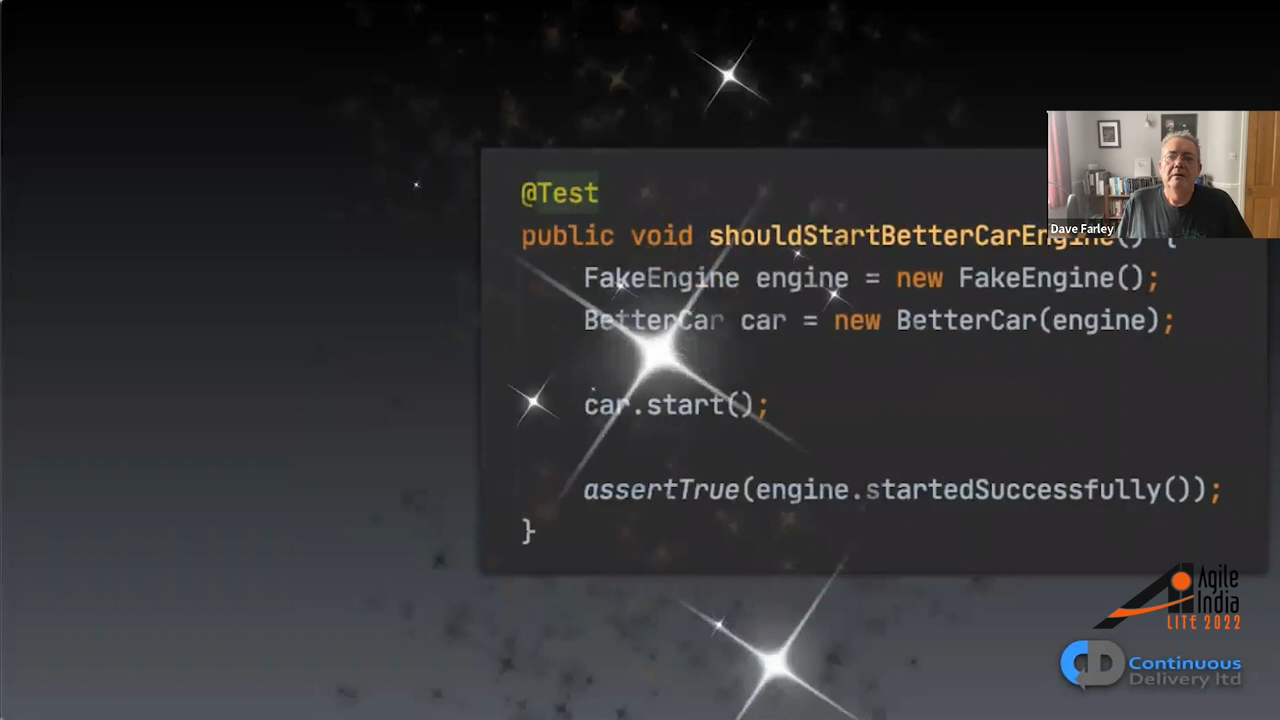 @Test
public void shouldStartBetterCarEngine() {
FakeEngine engine = new FakeEngine();
BetterCar car = new BetterCar(engine);
car.start();
assertTrue(engine.startedSuccessfully());
}
Dave Farley
Agile
India
LITE 2022
CD Continuous
Delivery ltd